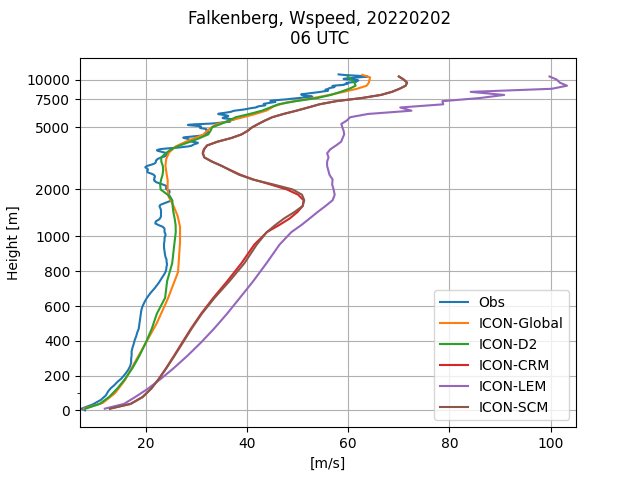 Falkenberg, Wspeed, 20220202
06 UTC
Height [m]
10000
7500
5000
2000
1000
800
600
400
200
0
20
40
60
80
100
[m/s]
Obs
ICON-Global
ICON-D2
ICON-CRM
ICON-LEM
ICON-SCM